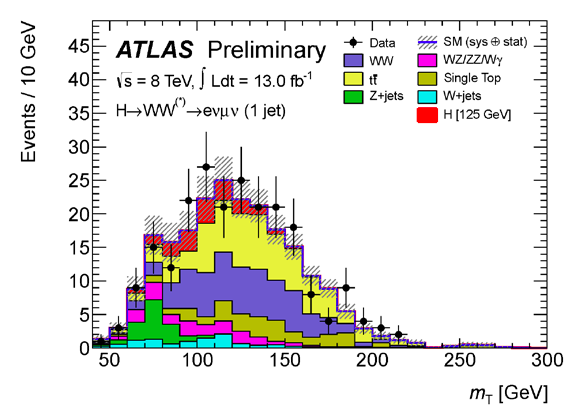 ATLAS Preliminary
√s = 8 TeV, ∫ Ldt = 13.0 fb⁻¹
H→WW⁽*⁾→eνμν (1 jet)
Data
SM (sys ⊕ stat)
WW
WZ/ZZ/Wγ
tt̄
Single Top
Z+jets
W+jets
H [125 GeV]
Events / 10 GeV
45
40
35
30
25
20
15
10
5
0
50 100 150 200 250 300
m_T [GeV]